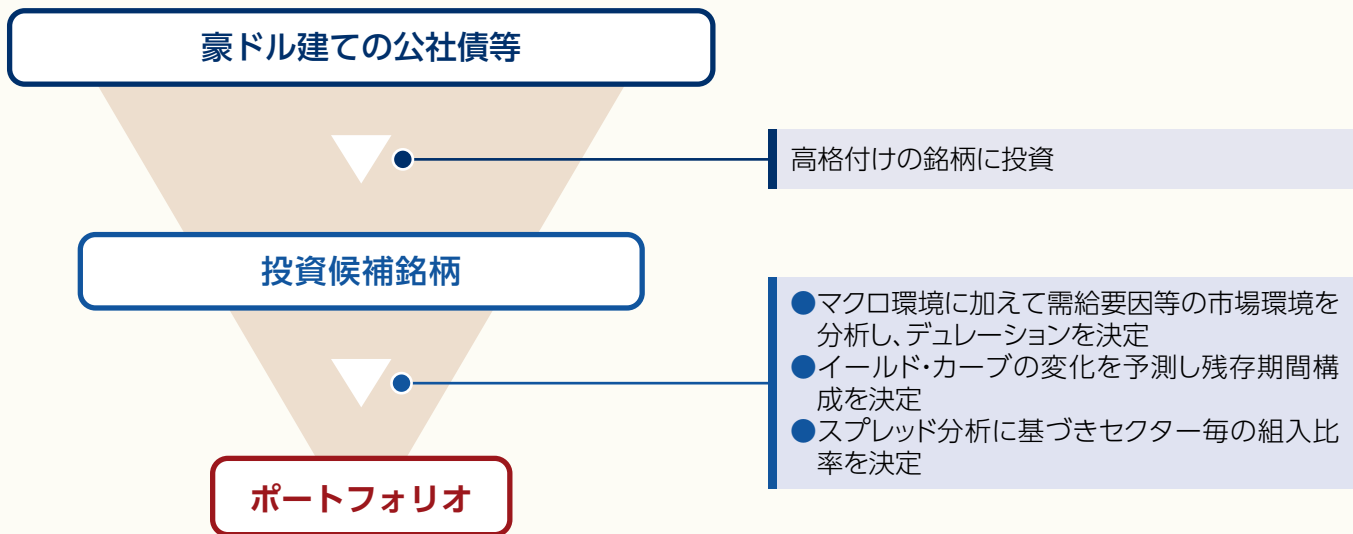 豪ドル建ての公社債等
高格付けの銘柄に投資
投資候補銘柄
●マクロ環境に加えて需給要因等の市場環境を
分析し、デュレーションを決定
●イールド・カーブの変化を予測し残存期間構
成を決定
●スプレッド分析に基づきセクター毎の組入比
率を決定
ポートフォリオ